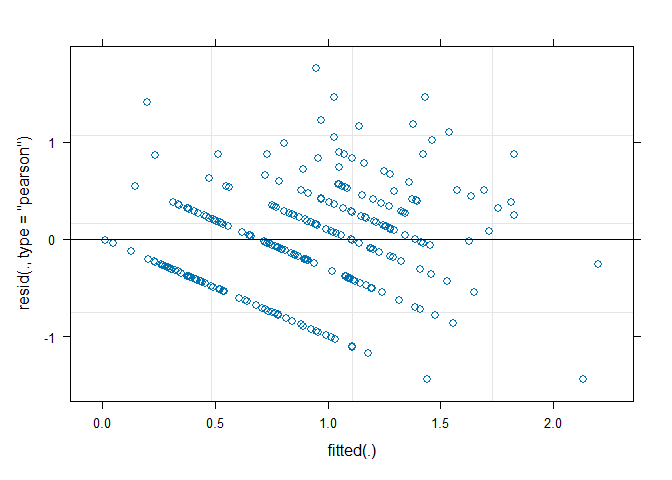 resid(., type = "pearson")
1
0
-1
0.0 0.5 1.0 1.5 2.0
fitted(.)